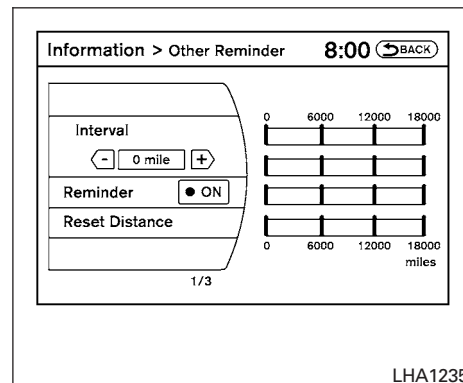 Information > Other Reminder 8:00 BACK
0 6000 12000 18000
Interval
- 0 mile +
Reminder ON
Reset Distance
0 6000 12000 18000
miles
1/3
LHA1235